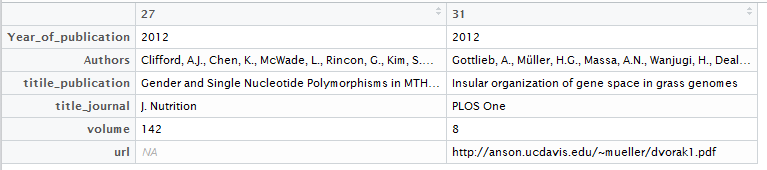 27 31
Year_of_publication 2012 2012
Authors Clifford, A.J., Chen, K., McWade, L., Rincon, G., Kim, S.... Gottlieb, A., Müller, H.G., Massa, A.N., Wanjugi, H., Deal...
titile_publication Gender and Single Nucleotide Polymorphisms in MTH... Insular organization of gene space in grass genomes
title_journal J. Nutrition PLOS One
volume 142 8
url NA http://anson.ucdavis.edu/~mueller/dvorak1.pdf